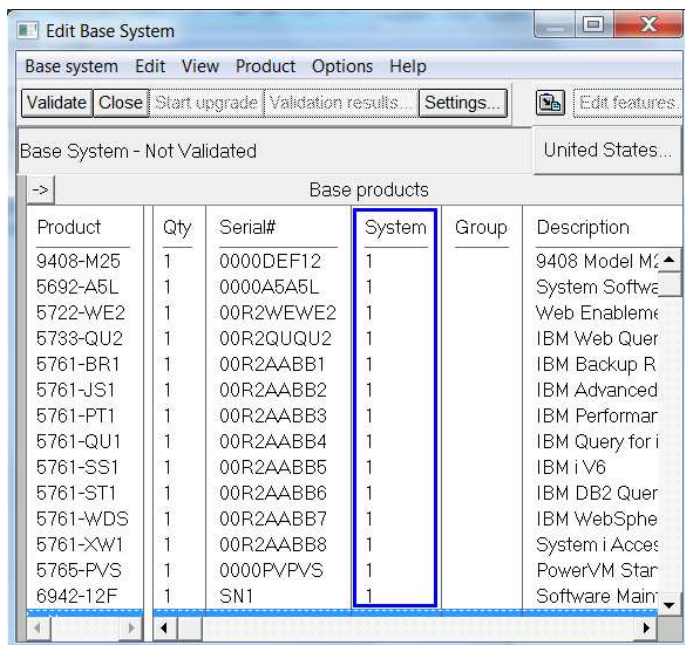 Edit Base System
Base system Edit View Product Options Help
Validate Close Start upgrade Validation results... Settings... Edit features.
Base System - Not Validated United States...
-> Base products
Product Qty Serial# System Group Description
9408-M25 1 0000DEF12 1 9408 Model
5692-A5L 1 0000A5A5L 1 System Softwa
5722-WE2 1 00R2WEWE2 1 Web Enableme
5733-QU2 1 00R2QUQU2 1 IBM Web Quer
5761-BR1 1 00R2AABB1 1 IBM Backup R
5761-JS1 1 00R2AABB2 1 IBM Advanced
5761-PT1 1 00R2AABB3 1 IBM Performar
5761-QU1 1 00R2AABB4 1 IBM Query for i
5761-SS1 1 00R2AABB5 1 IBM i V6
5761-ST1 1 00R2AABB6 1 IBM DB2 Quer
5761-WDS 1 00R2AABB7 1 IBM WebSphe
5761-XW1 1 00R2AABB8 1 System i Acces
5765-PVS 1 0000PVPVS 1 PowerVM Star
6942-12F 1 SN1 1 Software Main